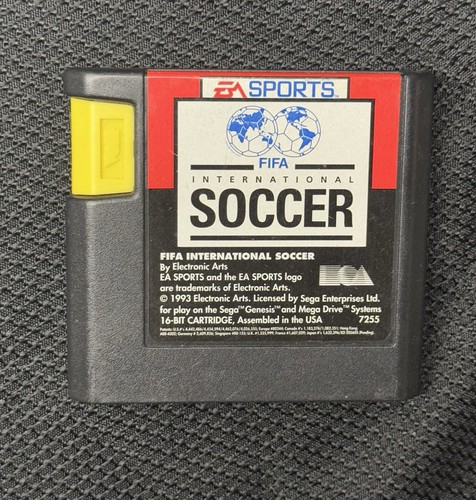 EA SPORTS™
FIFA
INTERNATIONAL
SOCCER
FIFA INTERNATIONAL SOCCER
By Electronic Arts
EA SPORTS and the EA SPORTS logo
are trademarks of Electronic Arts.
© 1993 Electronic Arts. Licensed by Sega Enterprises Ltd.
for play on the Sega™ Genesis™ and Mega Drive™ Systems
16-BIT CARTRIDGE, Assembled in the USA 7255
EA